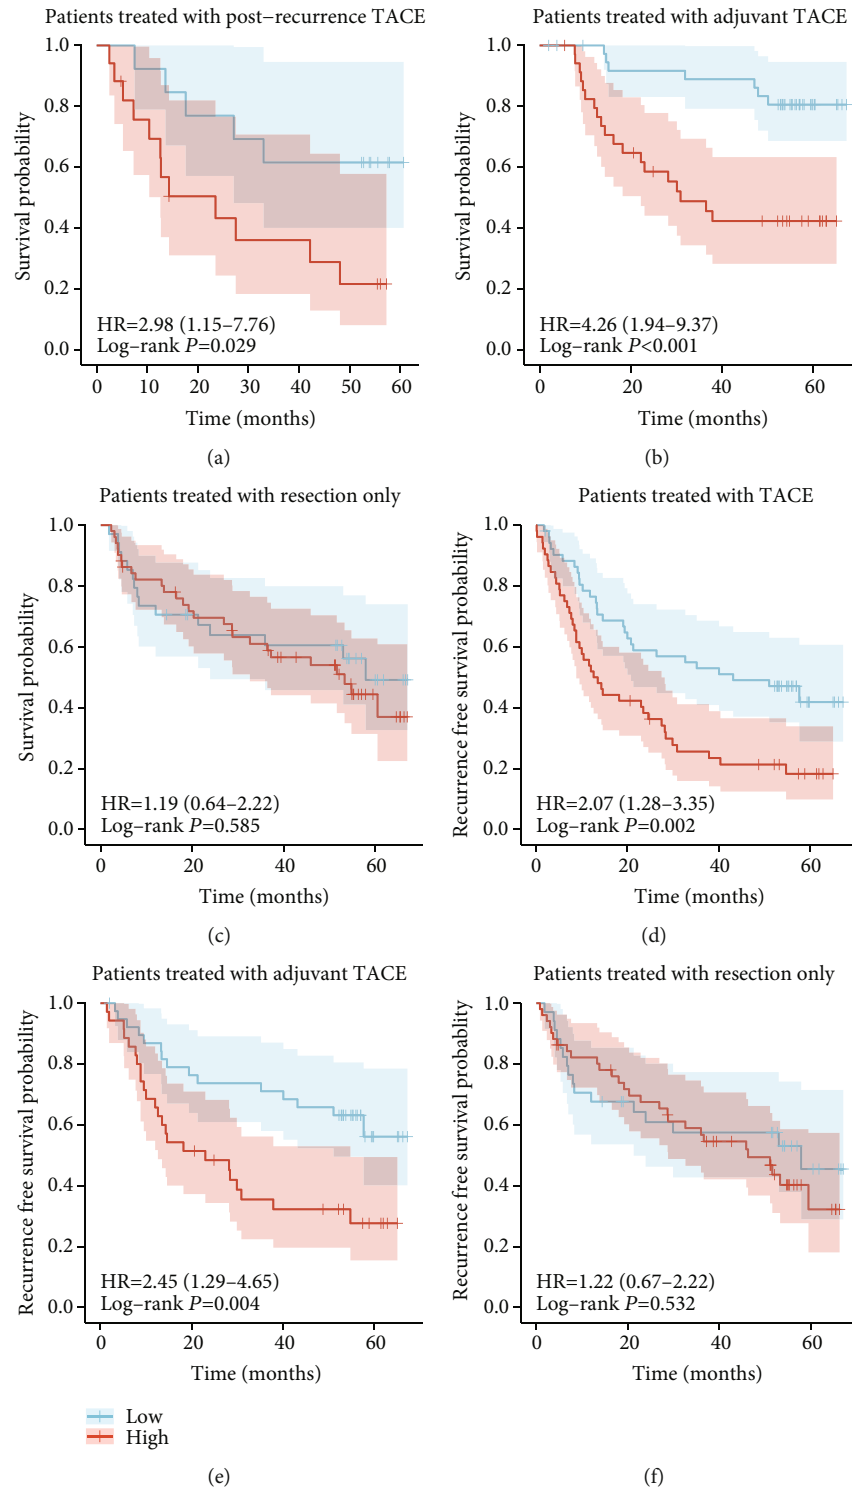 Patients treated with post−recurrence TACE
Survival probability
1.0
0.8
0.6
0.4
0.2
0.0
HR=2.98 (1.15–7.76)
Log–rank P=0.029
0 10 20 30 40 50 60
Time (months)
(a)
Patients treated with adjuvant TACE
Survival probability
1.0
0.8
0.6
0.4
0.2
0.0
HR=4.26 (1.94–9.37)
Log–rank P<0.001
0 20 40 60
Time (months)
(b)
Patients treated with resection only
Survival probability
1.0
0.8
0.6
0.4
0.2
0.0
HR=1.19 (0.64–2.22)
Log–rank P=0.585
0 20 40 60
Time (months)
(c)
Patients treated with TACE
Recurrence free survival probability
1.0
0.8
0.6
0.4
0.2
0.0
HR=2.07 (1.28–3.35)
Log–rank P=0.002
0 20 40 60
Time (months)
(d)
Patients treated with adjuvant TACE
Recurrence free survival probability
1.0
0.8
0.6
0.4
0.2
0.0
HR=2.45 (1.29–4.65)
Log–rank P=0.004
0 20 40 60
Time (months)
Low
High
(e)
Patients treated with resection only
Recurrence free survival probability
1.0
0.8
0.6
0.4
0.2
0.0
HR=1.22 (0.67–2.22)
Log–rank P=0.532
0 20 40 60
Time (months)
(f)